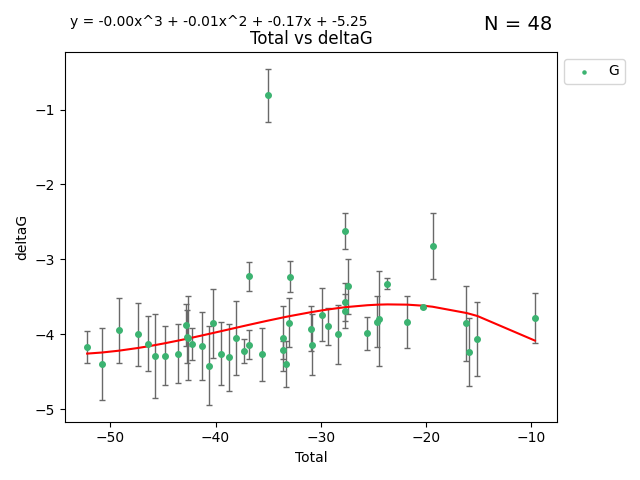 y = -0.00x^3 + -0.01x^2 + -0.17x + -5.25
N = 48
Total vs deltaG
G
deltaG
−1
−2
−3
−4
−5
−50
−40
−30
−20
−10
Total